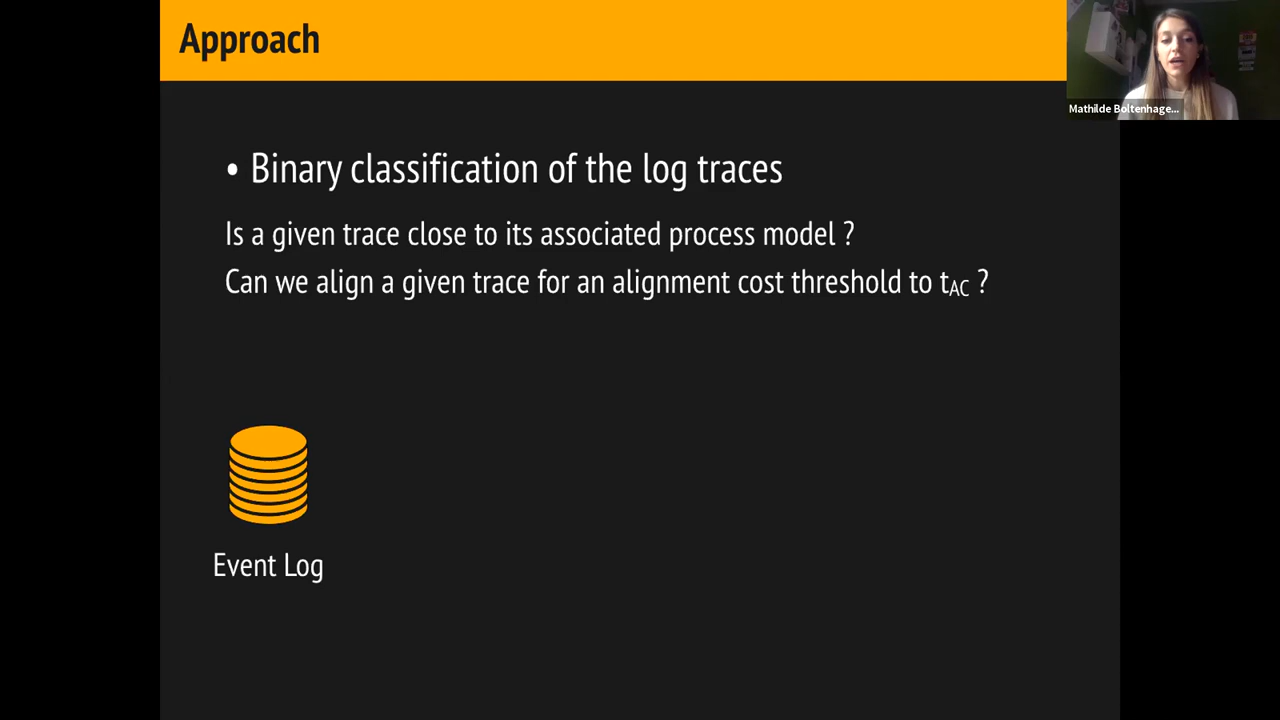 Approach
Mathilde Boltenhage...
• Binary classification of the log traces
Is a given trace close to its associated process model ?
Can we align a given trace for an alignment cost threshold to tAC ?
Event Log